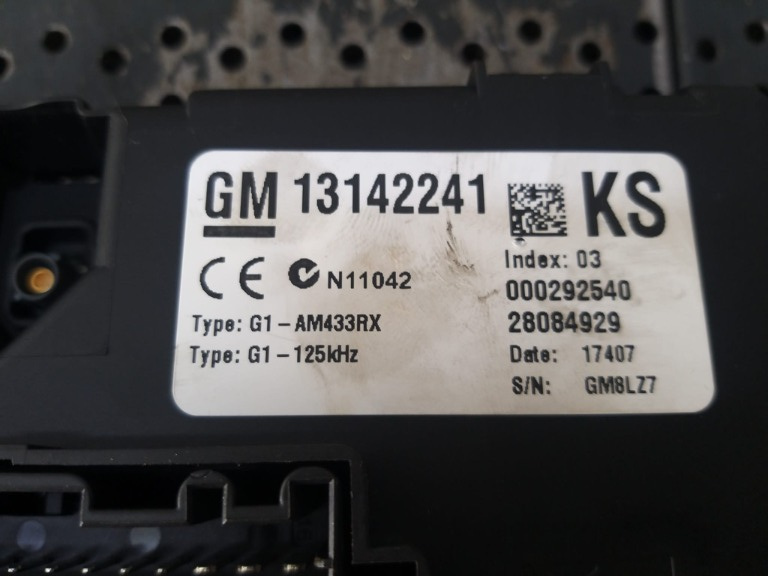 GM 13142241 KS
Index: 03
CE N11042
000292540
Type: G1-AM433RX
28084929
Type: G1-125kHz
Date: 17407
S/N: GM8LZ7